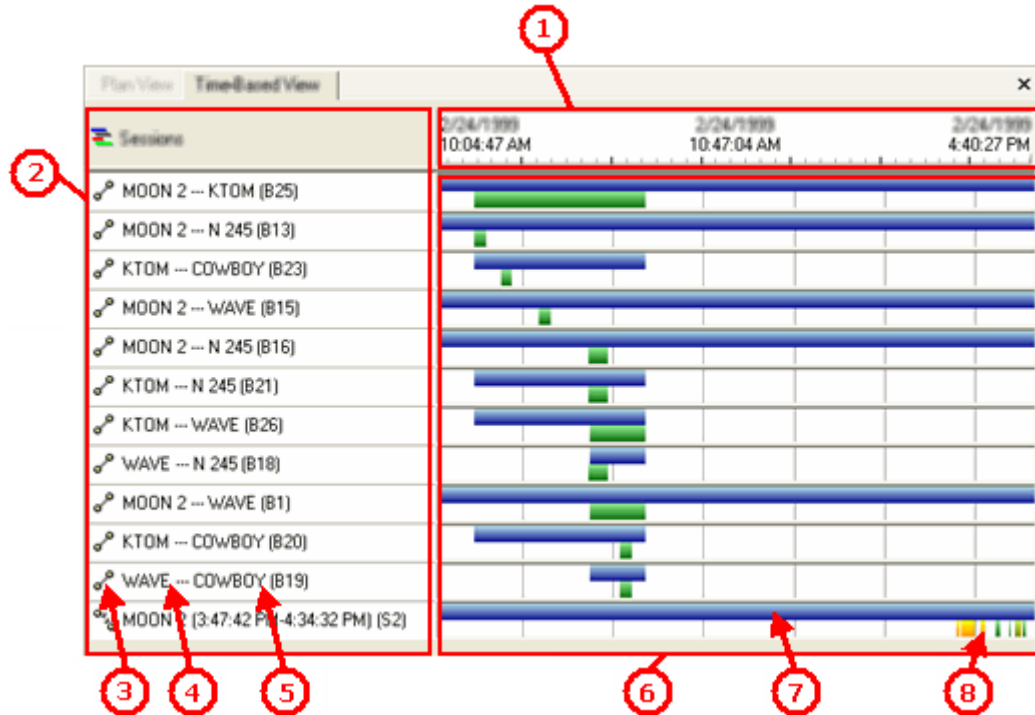 1
Plan View Time-Based View
Sessions
2/24/1999 2/24/1999 2/24/1999
10:04:47 AM 10:47:04 AM 4:40:27 PM
2
MOON 2 --- KTOM (B25)
MOON 2 --- N 245 (B13)
KTOM --- COWBOY (B23)
MOON 2 --- WAVE (B15)
MOON 2 --- N 245 (B16)
KTOM --- N 245 (B21)
KTOM --- WAVE (B26)
WAVE --- N 245 (B18)
MOON 2 --- WAVE (B1)
KTOM --- COWBOY (B20)
WAVE --- COWBOY (B19)
MOON 2 (3:47:42 PM-4:34:32 PM) (S2)
3 4 5 6 7 8